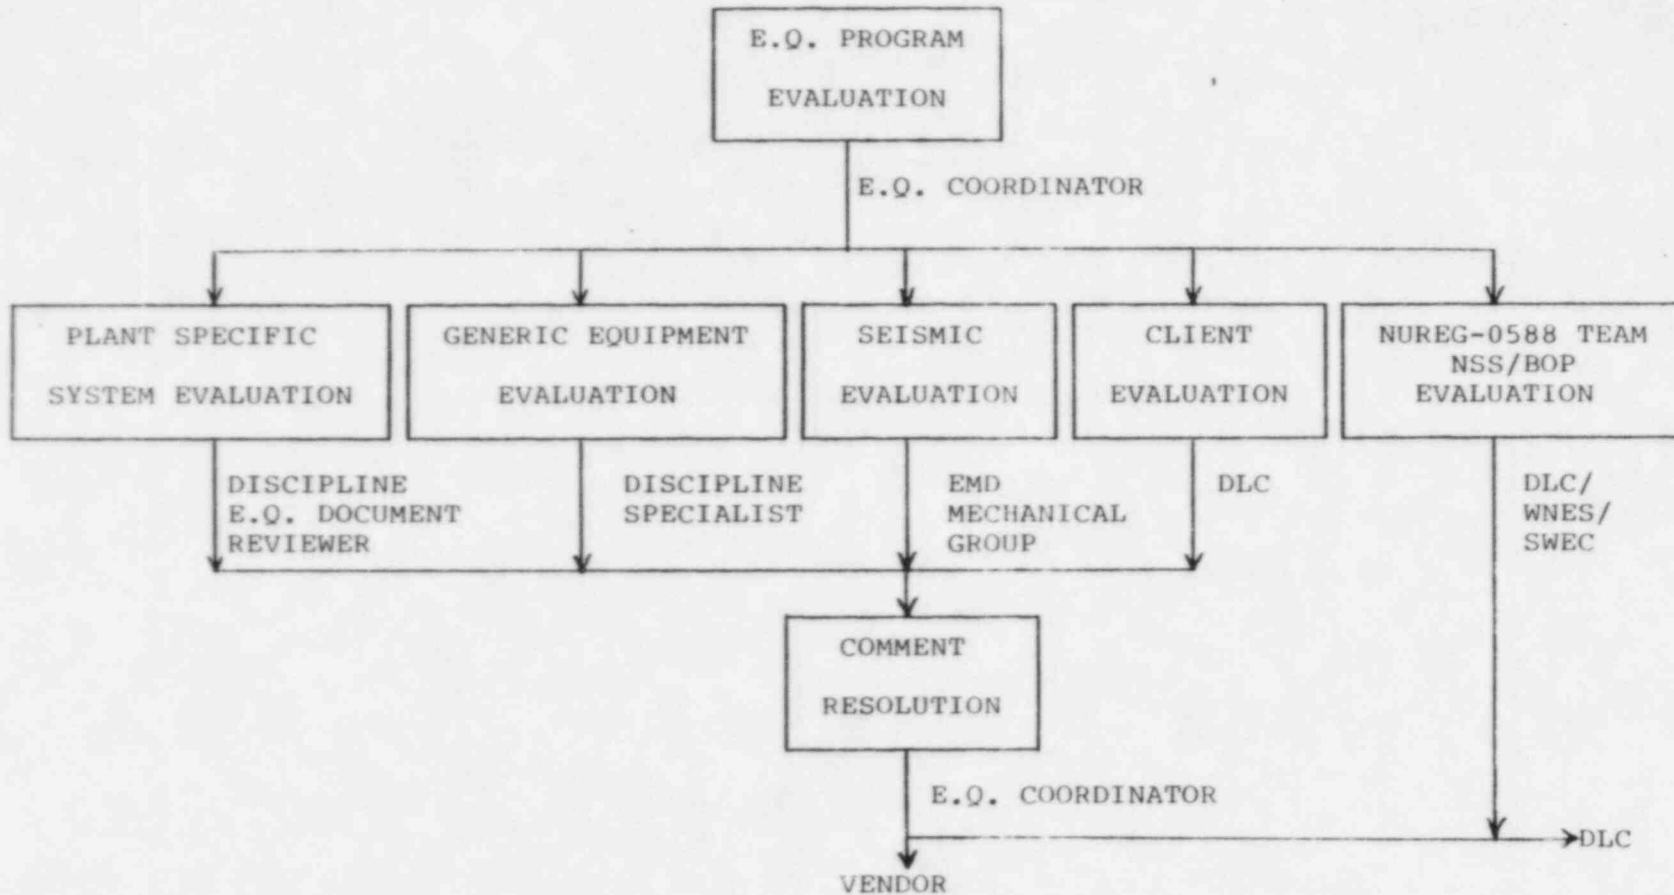 E.Q. PROGRAM
EVALUATION
E.Q. COORDINATOR
PLANT SPECIFIC
SYSTEM EVALUATION
GENERIC EQUIPMENT
EVALUATION
SEISMIC
EVALUATION
CLIENT
EVALUATION
NUREG-0588 TEAM
NSS/BOP
EVALUATION
DISCIPLINE
E.Q. DOCUMENT
REVIEWER
DISCIPLINE
SPECIALIST
EMD
MECHANICAL
GROUP
DLC
DLC/
WNES/
SWEC
COMMENT
RESOLUTION
E.Q. COORDINATOR
DLC
VENDOR